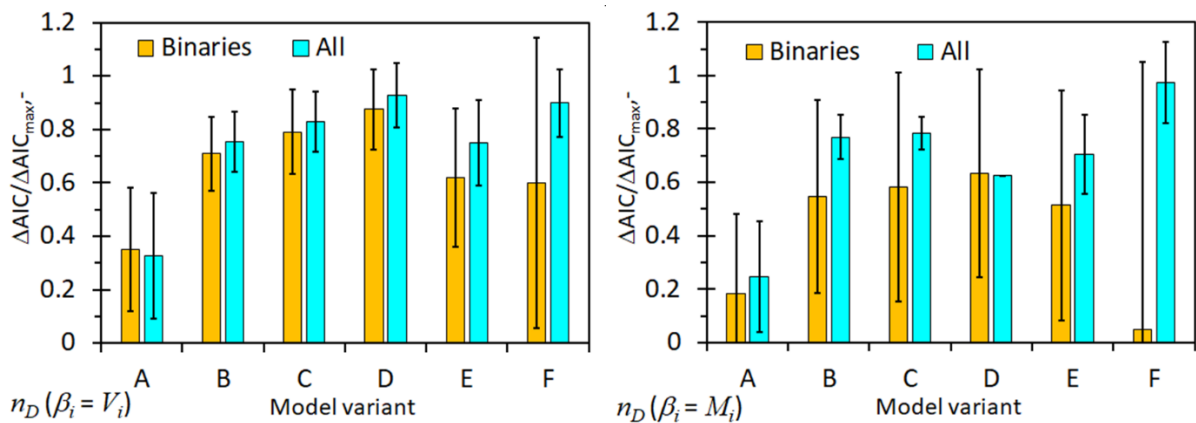 ΔAIC/ΔAICmax,-
1.2
1
0.8
0.6
0.4
0.2
0
Binaries
All
A B C D E F
nD (βi = Vi)
Model variant
ΔAIC/ΔAICmax,-
1.2
1
0.8
0.6
0.4
0.2
0
Binaries
All
A B C D E F
nD (βi = Mi)
Model variant